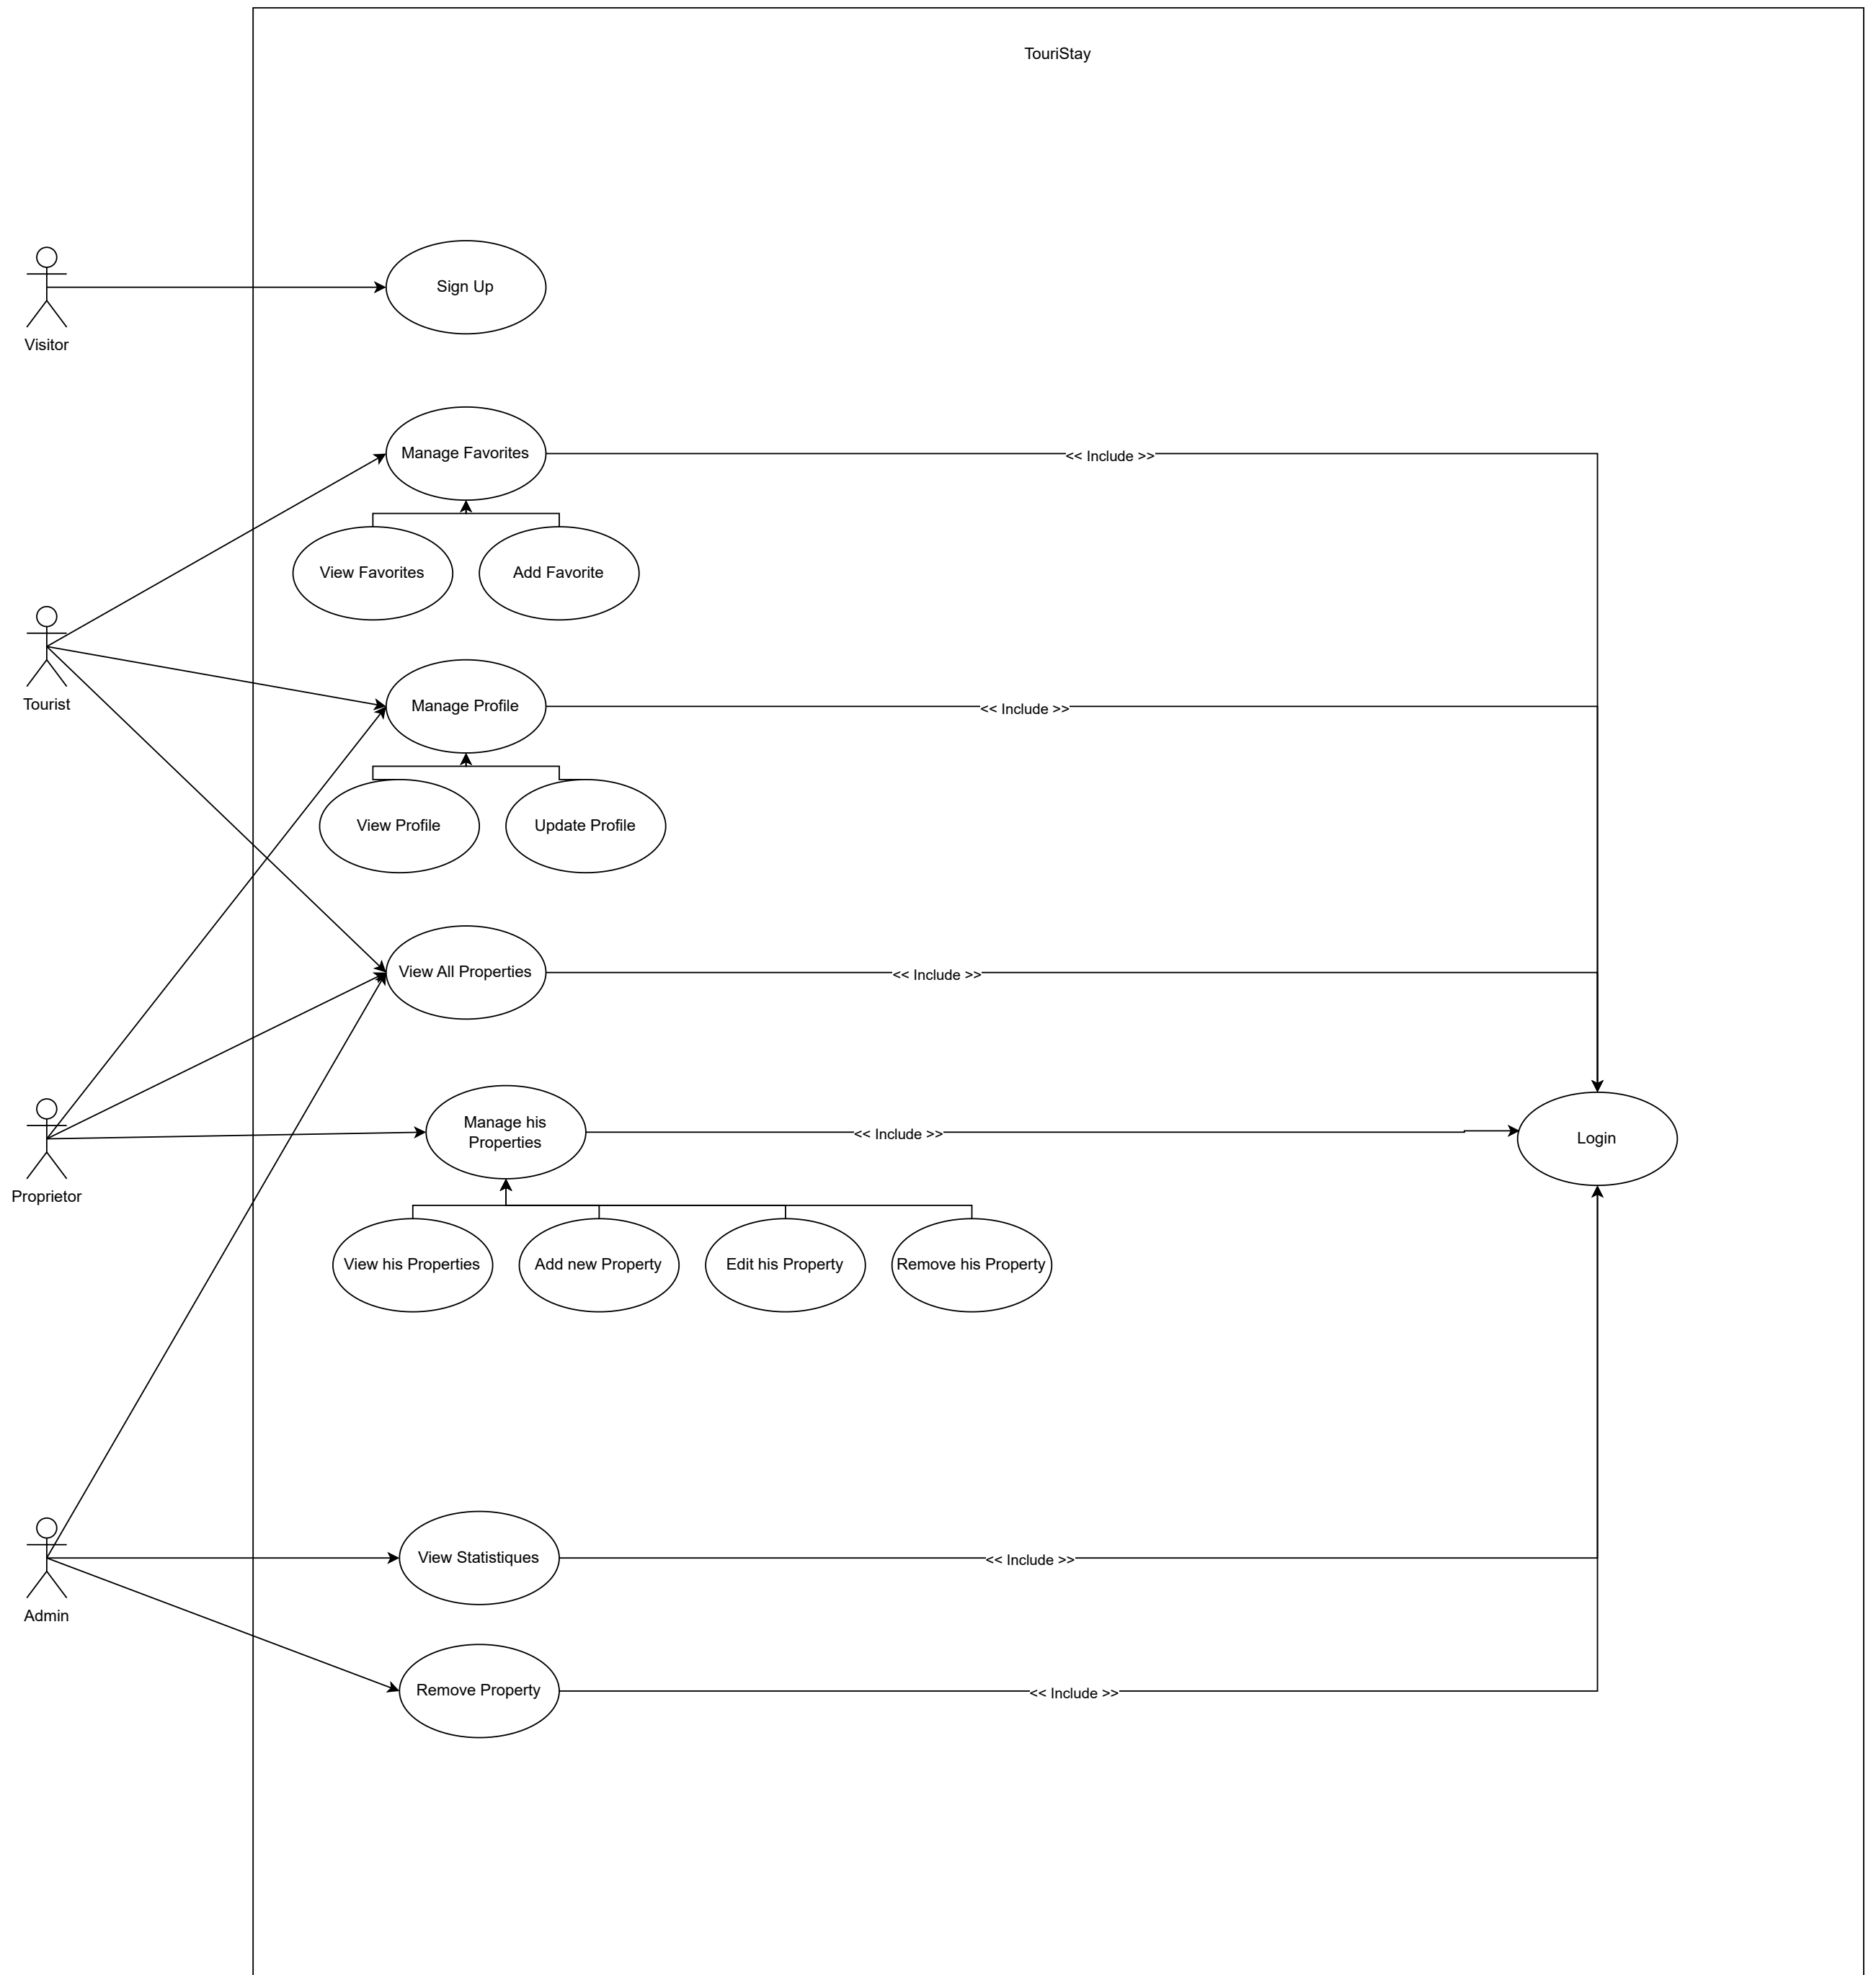 TouriStay
Sign Up
Visitor
Manage Favorites
<< Include >>
View Favorites
Add Favorite
Tourist
Manage Profile
<< Include >>
View Profile
Update Profile
View All Properties
<< Include >>
Manage his
Properties
<< Include >>
Login
Proprietor
View his Properties
Add new Property
Edit his Property
Remove his Property
View Statistiques
<< Include >>
Admin
Remove Property
<< Include >>